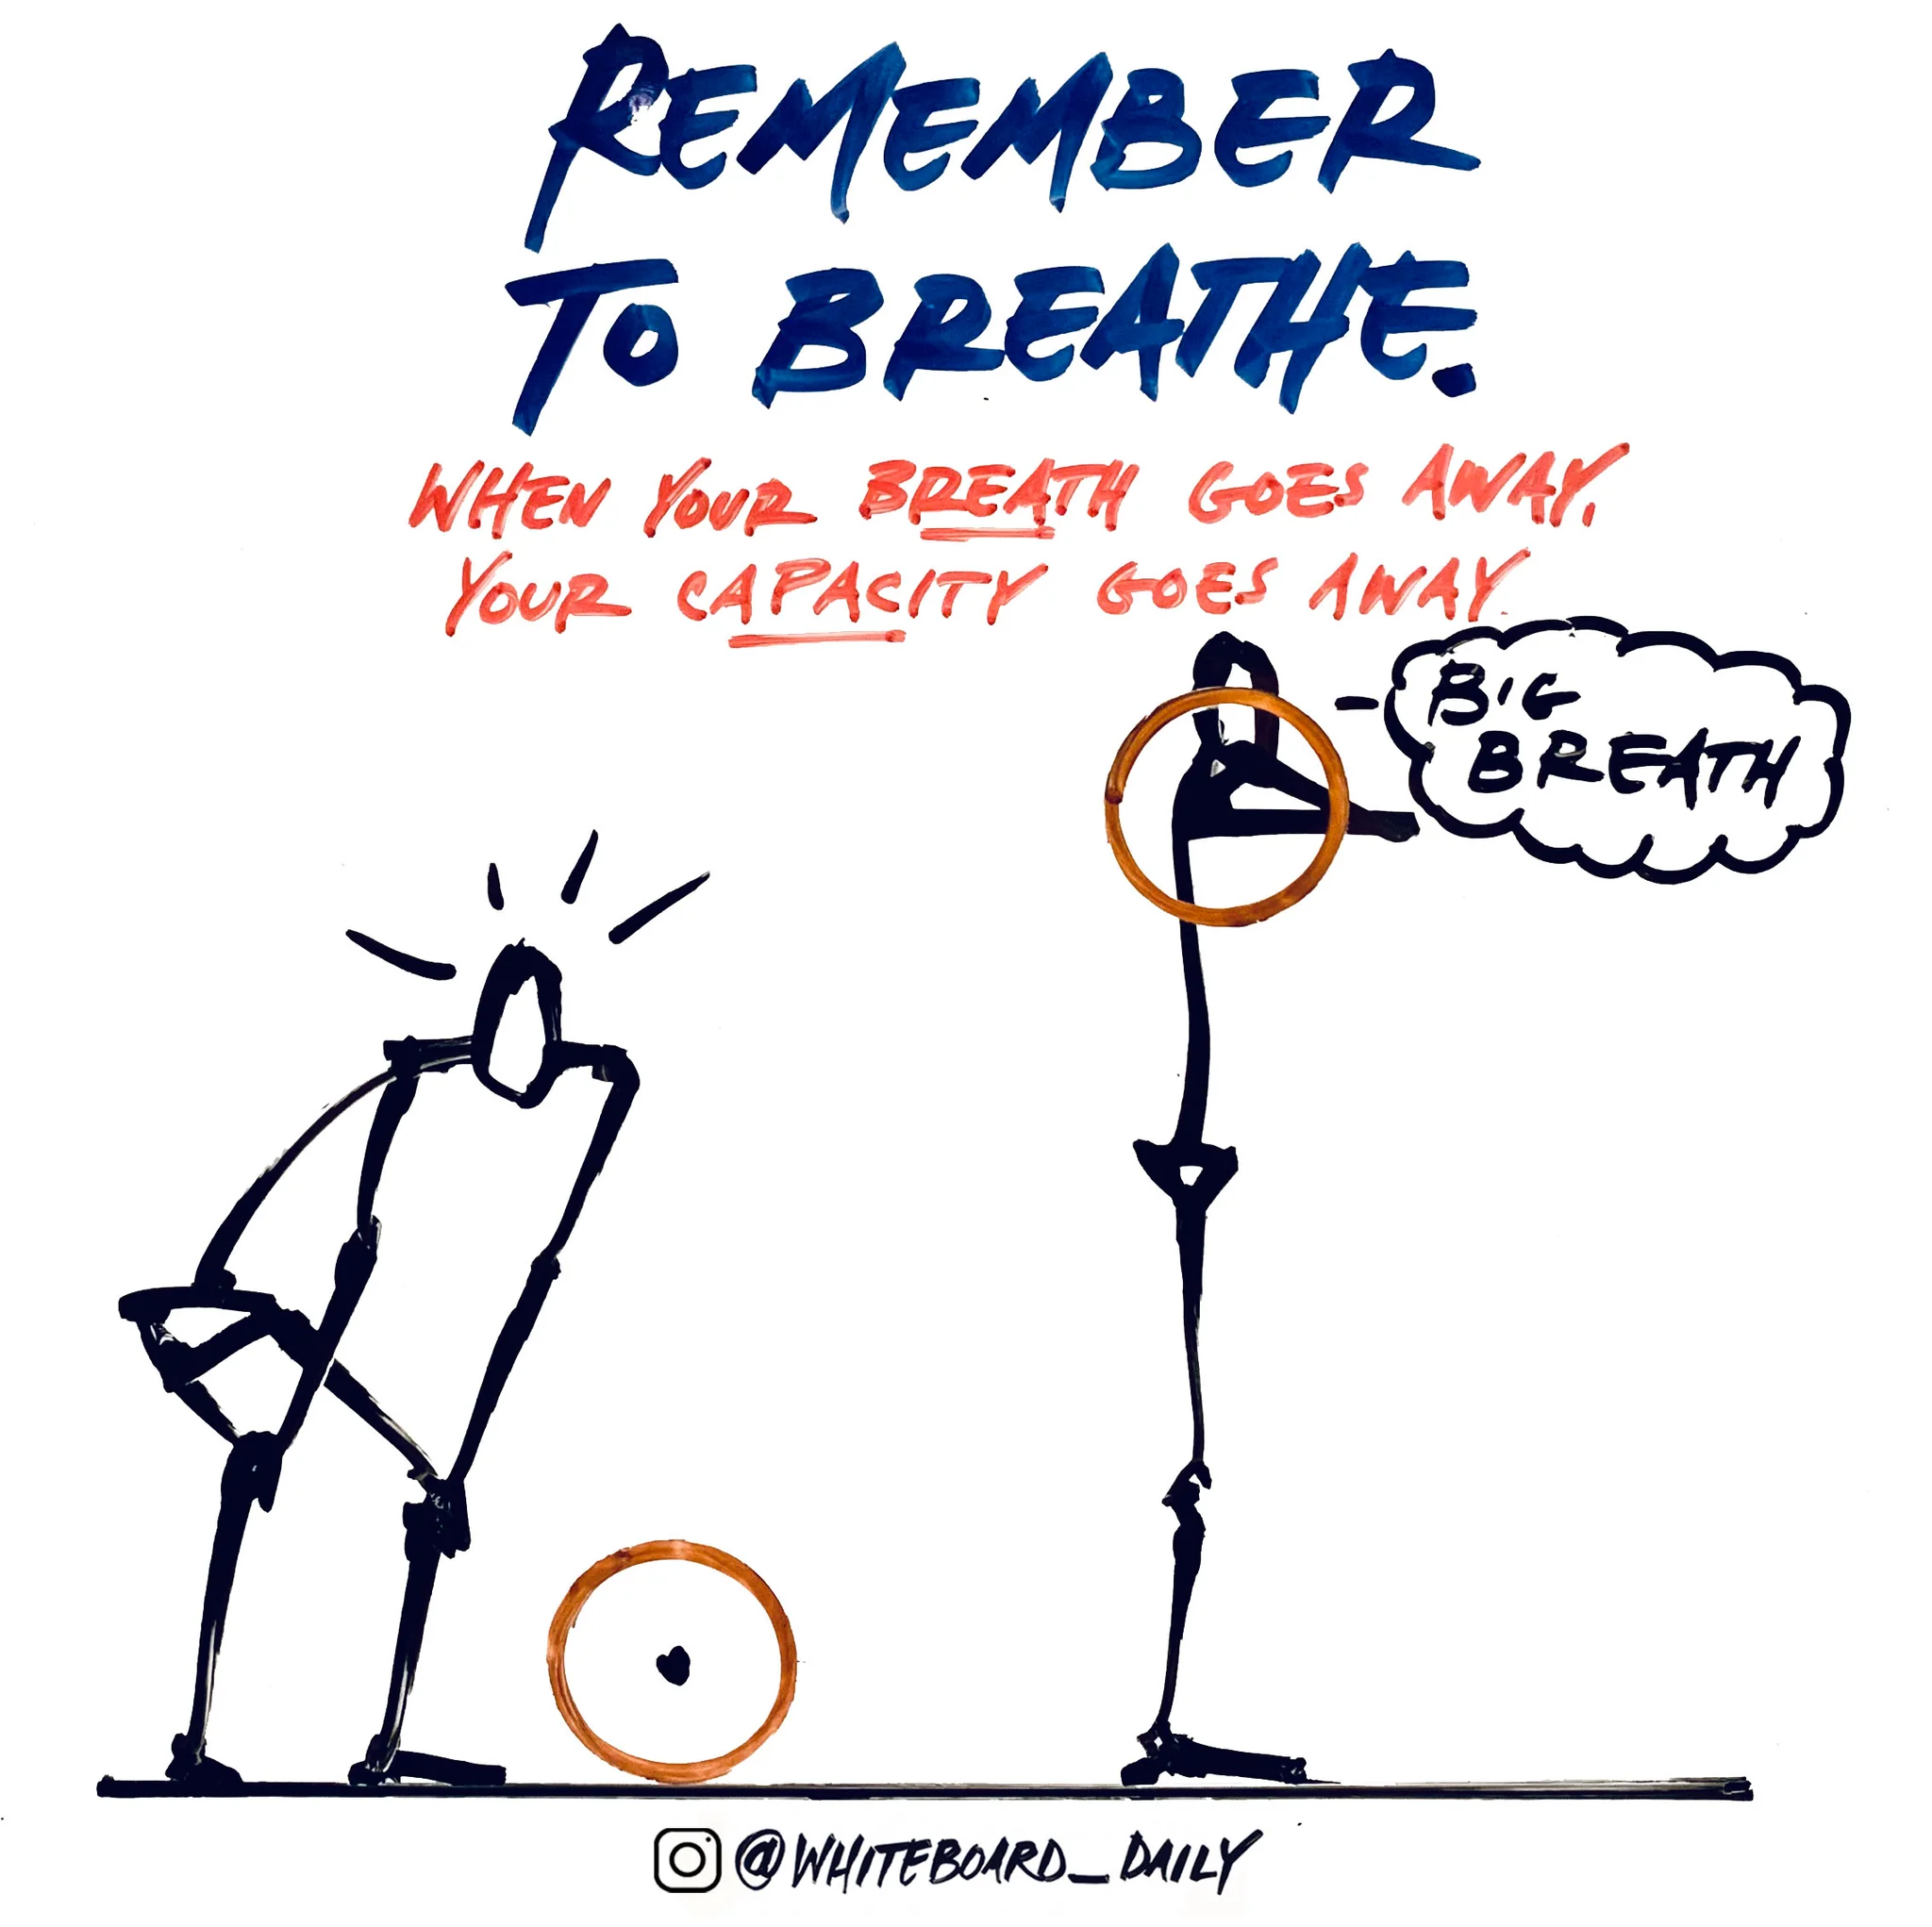 REMEMBER
TO BREATHE.
WHEN YOUR BREATH GOES AWAY,
YOUR CAPACITY GOES AWAY.
BIG
BREATH
@WHITEBOARD_DAILY